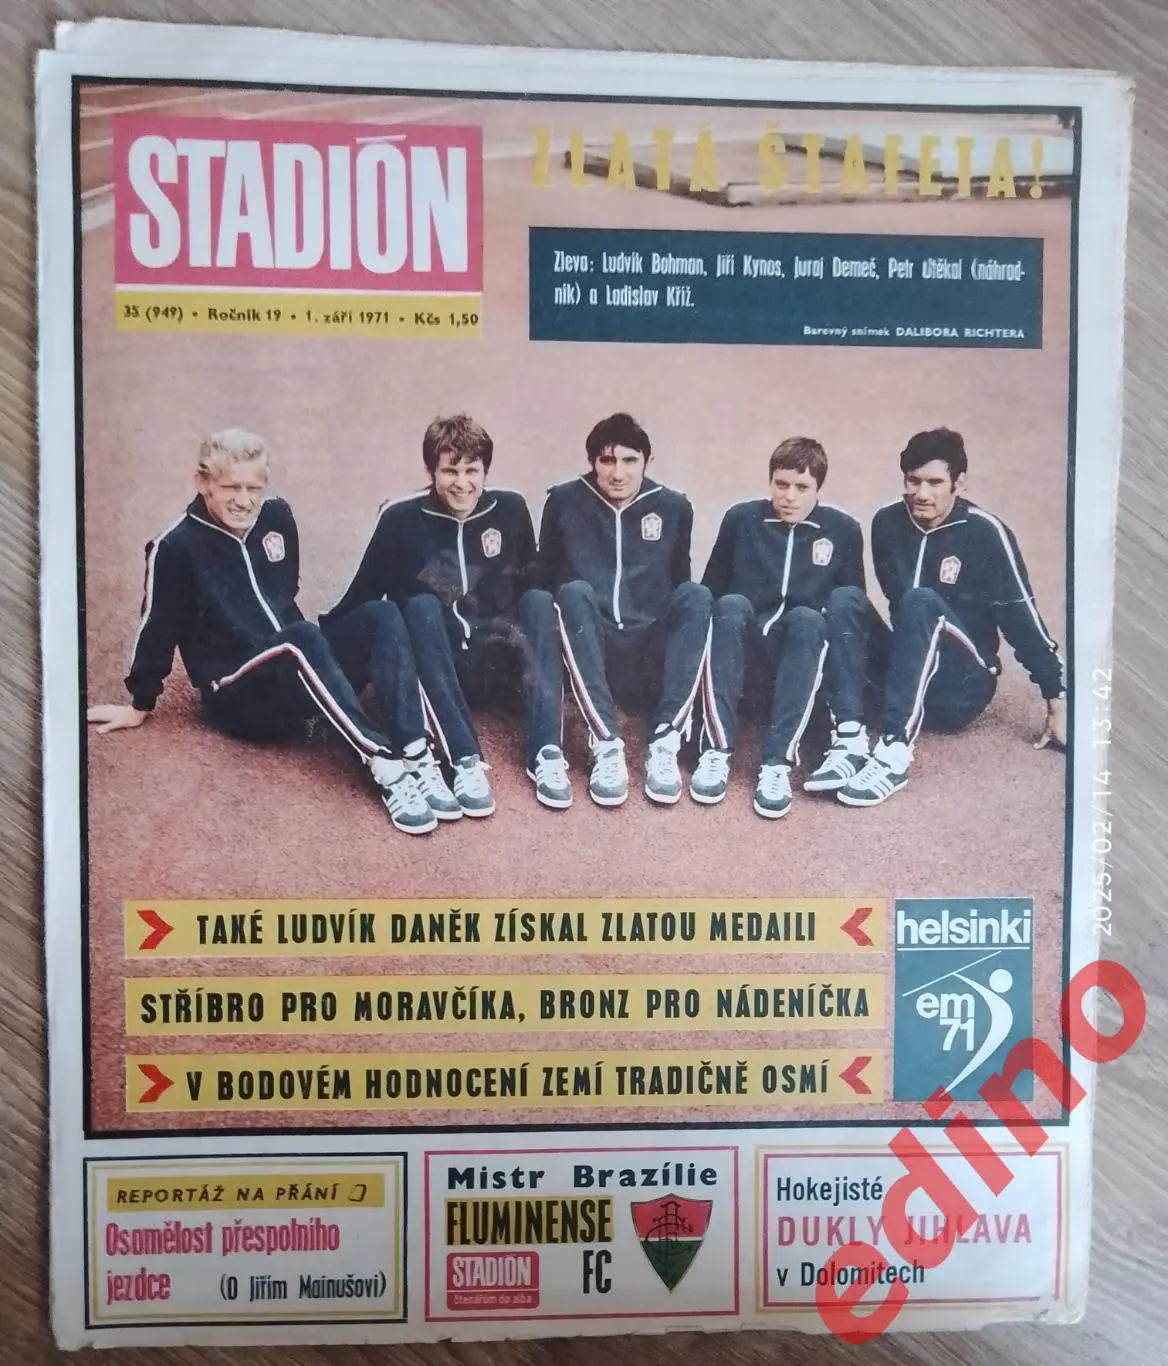 STADIÓN
35 (949) • Ročník 19 • 1. září 1971 • Kčs 1,50
ZLATÁ ŠTAFETA!
Zleva: Ludvík Bohman, Jiří Kynos, Juraj Demeč, Petr Utěkal (náhrad-
ník) a Ladislav Kříž.
Barevný snímek DALIBORA RICHTERA
TAKÉ LUDVÍK DANĚK ZÍSKAL ZLATOU MEDAILI
STŘÍBRO PRO MORAVČÍKA, BRONZ PRO NÁDENÍČKA
V BODOVÉM HODNOCENÍ ZEMÍ TRADIČNĚ OSMÍ
helsinki
em
71
REPORTÁŽ NA PŘÁNÍ
Osamělost přespolního
jezdce (O Jiřím Mainušovi)
Mistr Brazílie
FLUMINENSE
FC
STADIÓN
čtenářům do alba
Hokejisté
DUKLY JIHLAVA
v Dolomitech
2025/02/14 13:42
edino